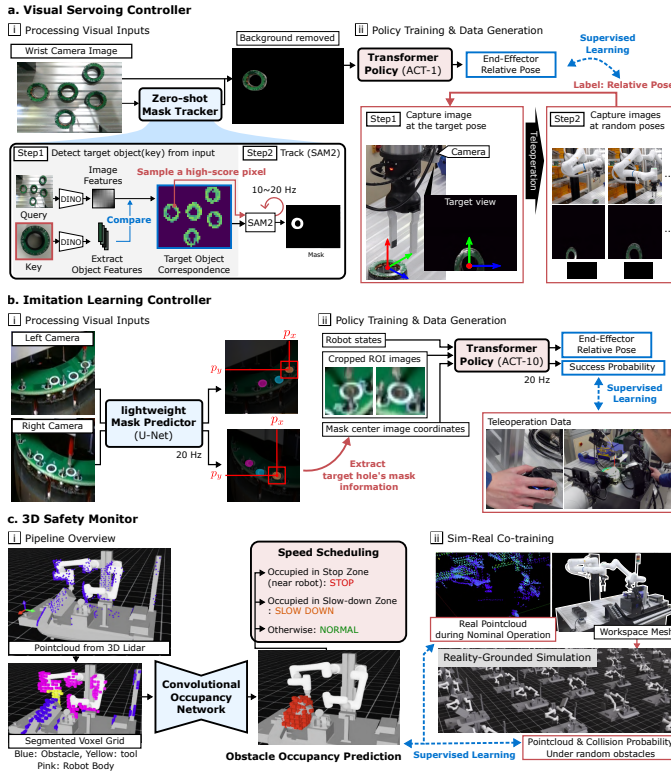 a. Visual Servoing Controller
i Processing Visual Inputs
Wrist Camera Image
Background removed
Zero-shot
Mask Tracker
Step1 Detect target object(key) from input
Step2 Track (SAM2)
Image
Features
Sample a high-score pixel
10~20 Hz
DINO
Query
Compare
SAM2
DINO
Mask
Key
Extract
Object Features
Target Object
Correspondence
ii Policy Training & Data Generation
Transformer
Policy (ACT-1)
End-Effector
Relative Pose
Supervised
Learning
Label: Relative Pose
Step1 Capture image
at the target pose
Camera
Target view
Teleoperation
Step2 Capture images
at random poses
...
...
b. Imitation Learning Controller
i Processing Visual Inputs
Left Camera
Right Camera
lightweight
Mask Predictor
(U-Net)
20 Hz
px
py
px
py
Extract
target hole's mask
information
ii Policy Training & Data Generation
Robot states
Cropped ROI images
Mask center image coordinates
Transformer
Policy (ACT-10)
20 Hz
End-Effector
Relative Pose
Success Probability
Supervised
Learning
Teleoperation Data
c. 3D Safety Monitor
i Pipeline Overview
Pointcloud from 3D Lidar
Segmented Voxel Grid
Blue: Obstacle, Yellow: tool
Pink: Robot Body
Convolutional
Occupancy
Network
Speed Scheduling
Occupied in Stop Zone
(near robot): STOP
Occupied in Slow-down Zone
: SLOW DOWN
Otherwise: NORMAL
Obstacle Occupancy Prediction
ii Sim-Real Co-training
Real Pointcloud
during Nominal Operation
Workspace Mesh
Reality-Grounded Simulation
Supervised Learning
Pointcloud & Collision Probability
Under random obstacles